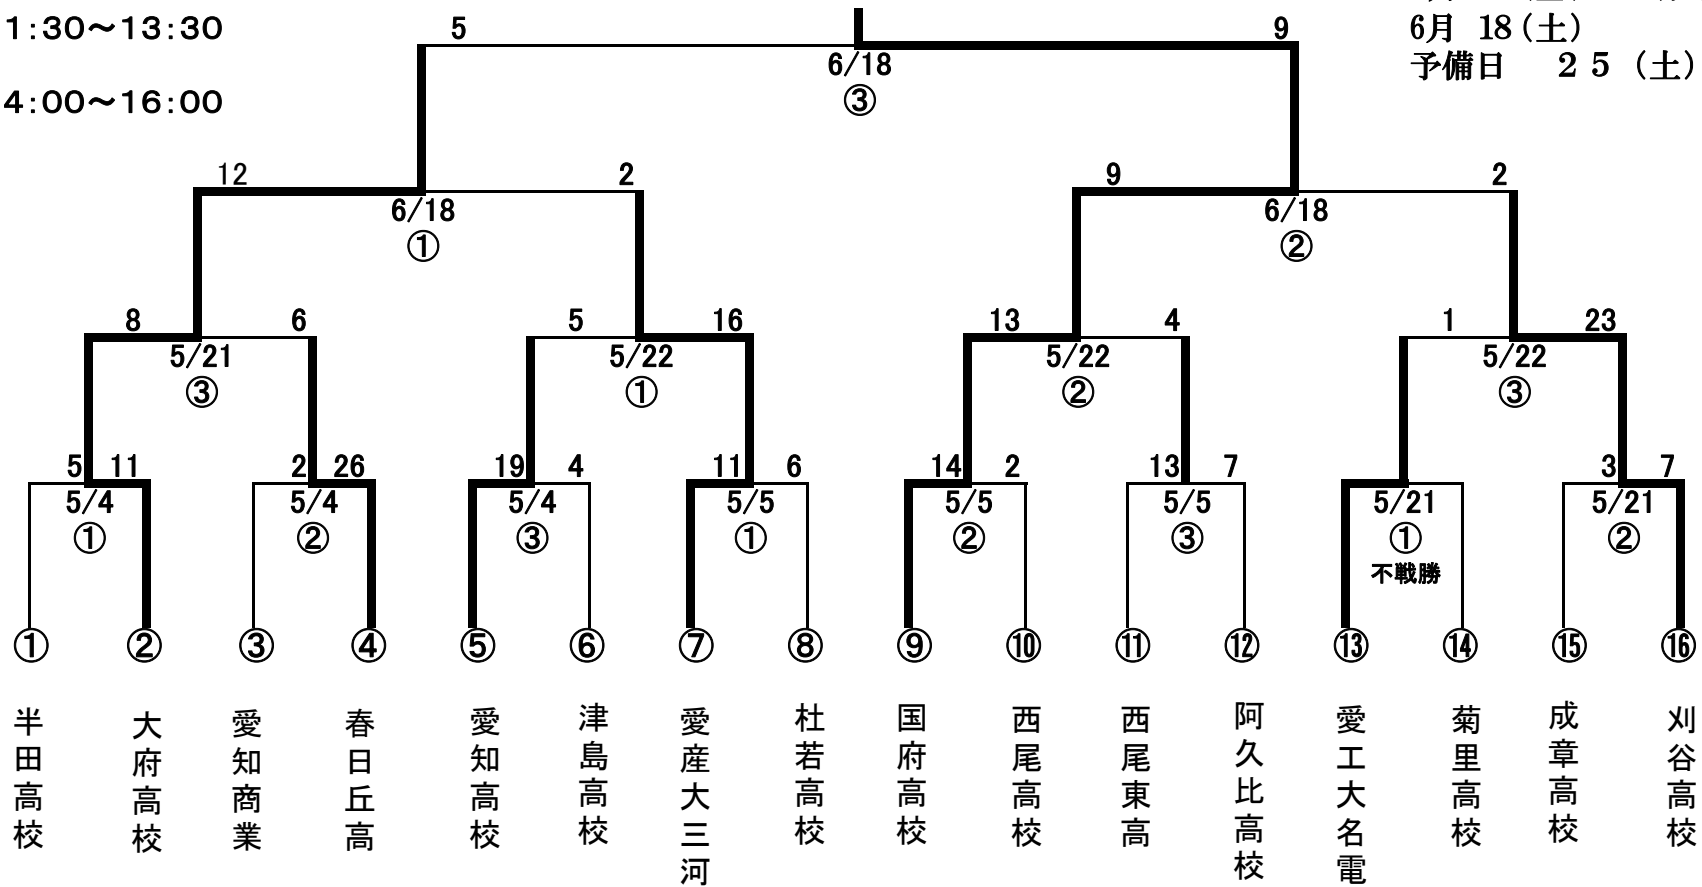 1:30～13:30
4:00～16:00
6月 18(土)
予備日 25 (土)
5 9
6/18
③
12 2 9 2
6/18 6/18
① ②
8 6 5 16 13 4 1 23
5/21 5/22 5/22 5/22
③ ① ② ③
5 11 2 26 19 4 11 6 14 2 13 7 3 7
5/4 5/4 5/4 5/5 5/5 5/5 5/21 5/21
① ② ③ ① ② ③ ① ②
不戦勝
① ② ③ ④ ⑤ ⑥ ⑦ ⑧ ⑨ ⑩ ⑪ ⑫ ⑬ ⑭ ⑮ ⑯
半田高校
大府高校
愛知商業
春日丘高
愛知高校
津島高校
愛産大三河
杜若高校
国府高校
西尾高校
西尾東高
阿久比高校
愛工大名電
菊里高校
成章高校
刈谷高校